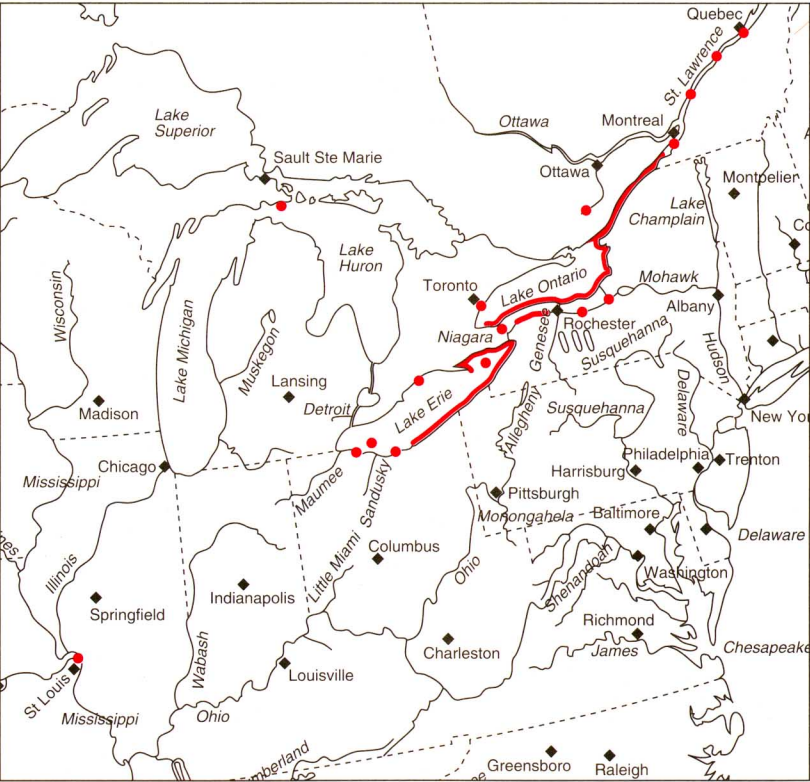 Quebec
St. Lawrence
Lake
Superior
Ottawa
Montreal
Sault Ste Marie
Ottawa
Montpelier
Lake
Champlain
Lake
Huron
Toronto
Lake Ontario
Mohawk
Albany
Wisconsin
Lake Michigan
Muskegon
Niagara
Genesee
Rochester
Susquehanna
Hudson
Lansing
Detroit
Lake Erie
Madison
Allegheny
Susquehanna
Delaware
New Yor
Chicago
Mississippi
Maumee
Sandusky
Philadelphia
Trenton
Harrisburg
Pittsburgh
Monongahela
Baltimore
Delaware
Illinois
Little Miami
Columbus
Ohio
Shenandoah
Washington
Springfield
Indianapolis
Wabash
Charleston
Richmond
James
Chesapeake
St Louis
Louisville
Mississippi
Ohio
mberland
Greensboro
Raleigh